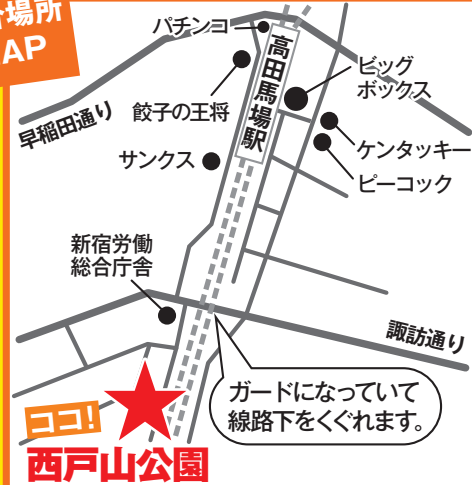 場所
AP
パチンコ
高田馬場駅
ビッグ
ボックス
早稲田通り
餃子の王将
ケンタッキー
サンクス
ピーコック
新宿労働
総合庁舎
諏訪通り
ガードになっていて
線路下をくぐれます。
ココ!
西戸山公園